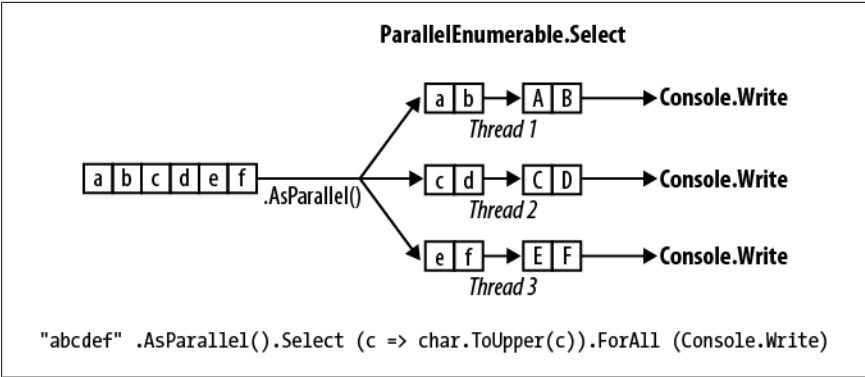 ParallelEnumerable.Select
a b A B Console.Write
Thread 1
a b c d e f .AsParallel() c d C D Console.Write
Thread 2
e f E F Console.Write
Thread 3
"abcdef" .AsParallel().Select (c => char.ToUpper(c)).ForAll (Console.Write)